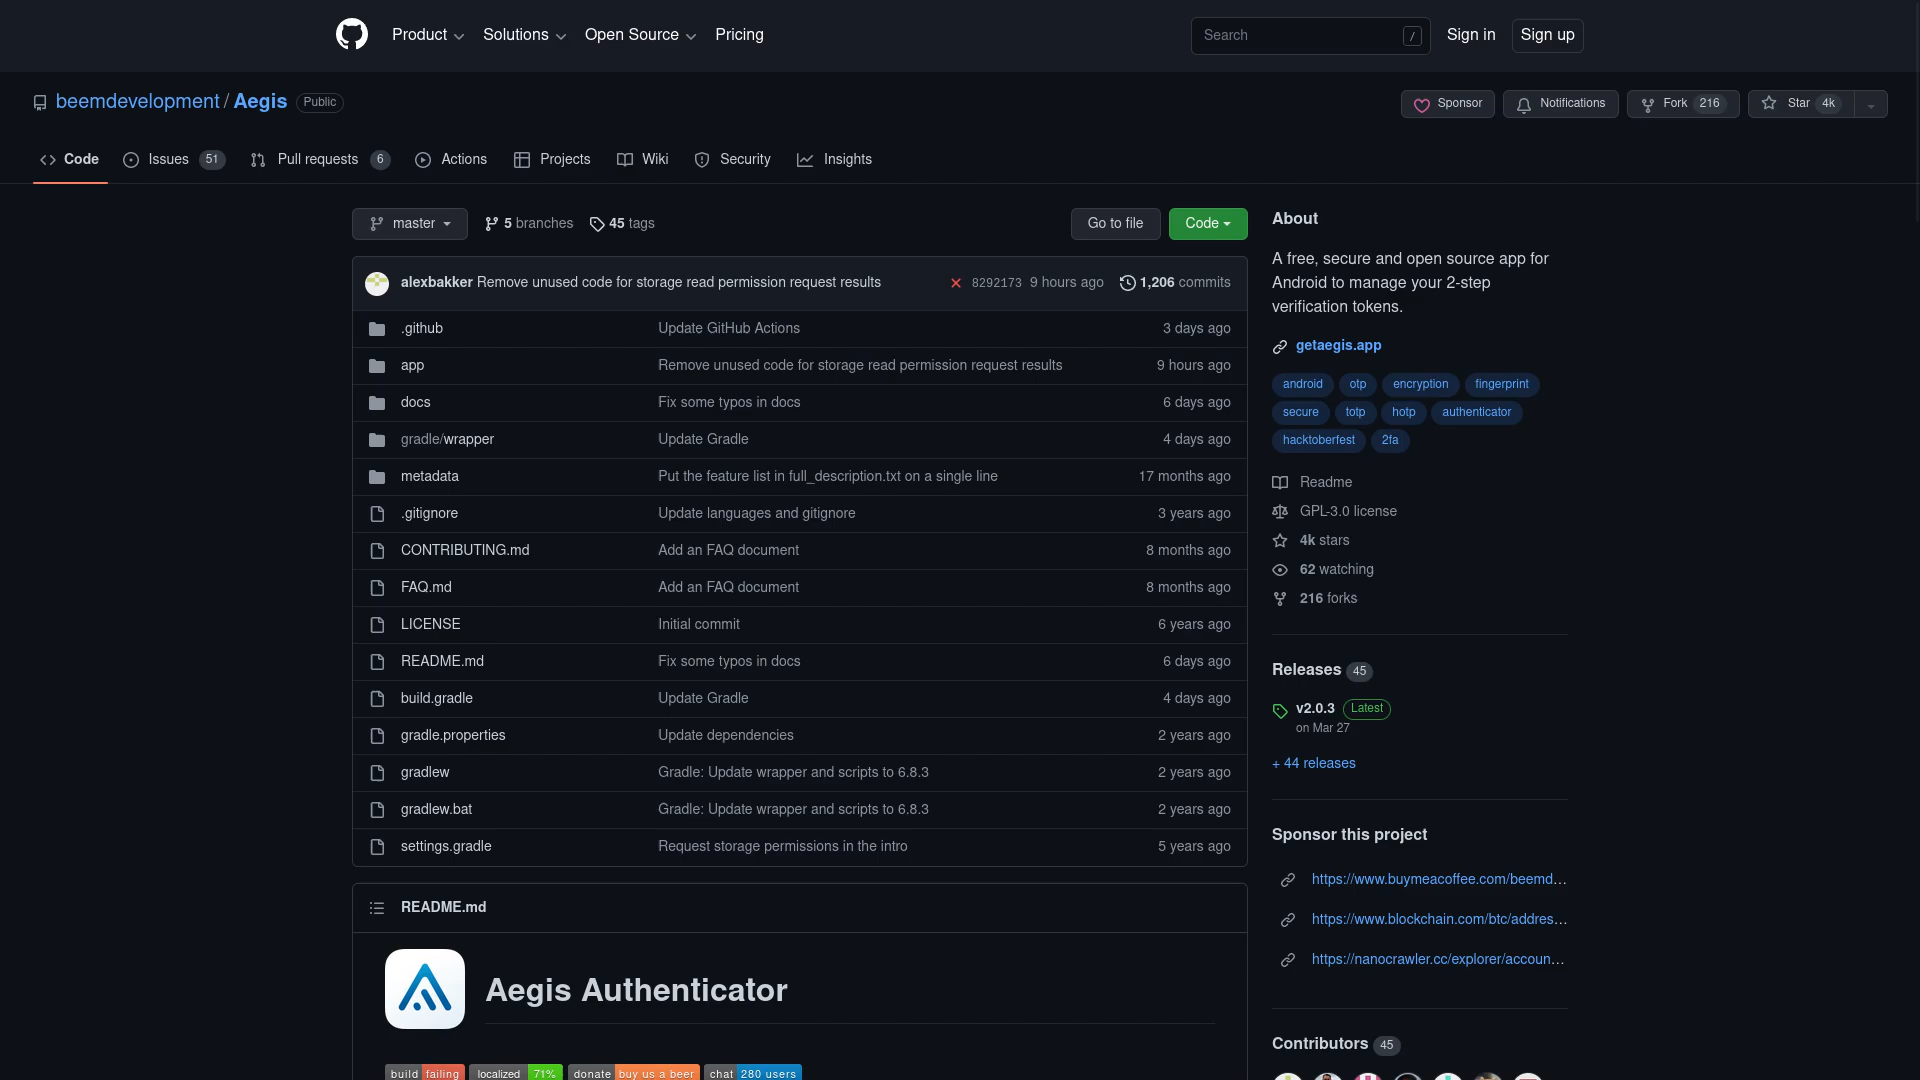 Product Solutions Open Source Pricing Search / Sign in Sign up
beemdevelopment / Aegis Public Sponsor Notifications Fork 216 Star 4k
Code Issues 51 Pull requests 6 Actions Projects Wiki Security Insights
master 5 branches 45 tags Go to file Code
alexbakker Remove unused code for storage read permission request results 8292173 9 hours ago 1,206 commits
.github Update GitHub Actions 3 days ago
app Remove unused code for storage read permission request results 9 hours ago
docs Fix some typos in docs 6 days ago
gradle/wrapper Update Gradle 4 days ago
metadata Put the feature list in full_description.txt on a single line 17 months ago
.gitignore Update languages and gitignore 3 years ago
CONTRIBUTING.md Add an FAQ document 8 months ago
FAQ.md Add an FAQ document 8 months ago
LICENSE Initial commit 6 years ago
README.md Fix some typos in docs 6 days ago
build.gradle Update Gradle 4 days ago
gradle.properties Update dependencies 2 years ago
gradlew Gradle: Update wrapper and scripts to 6.8.3 2 years ago
gradlew.bat Gradle: Update wrapper and scripts to 6.8.3 2 years ago
settings.gradle Request storage permissions in the intro 5 years ago
README.md
Aegis Authenticator
build failing localized 71% donate buy us a beer chat 280 users
About
A free, secure and open source app for
Android to manage your 2-step
verification tokens.
getaegis.app
android otp encryption fingerprint
secure totp hotp authenticator
hacktoberfest 2fa
Readme
GPL-3.0 license
4k stars
62 watching
216 forks
Releases 45
v2.0.3 Latest
on Mar 27
+ 44 releases
Sponsor this project
https://www.buymeacoffee.com/beemd...
https://www.blockchain.com/btc/addres...
https://nanocrawler.cc/explorer/accoun...
Contributors 45